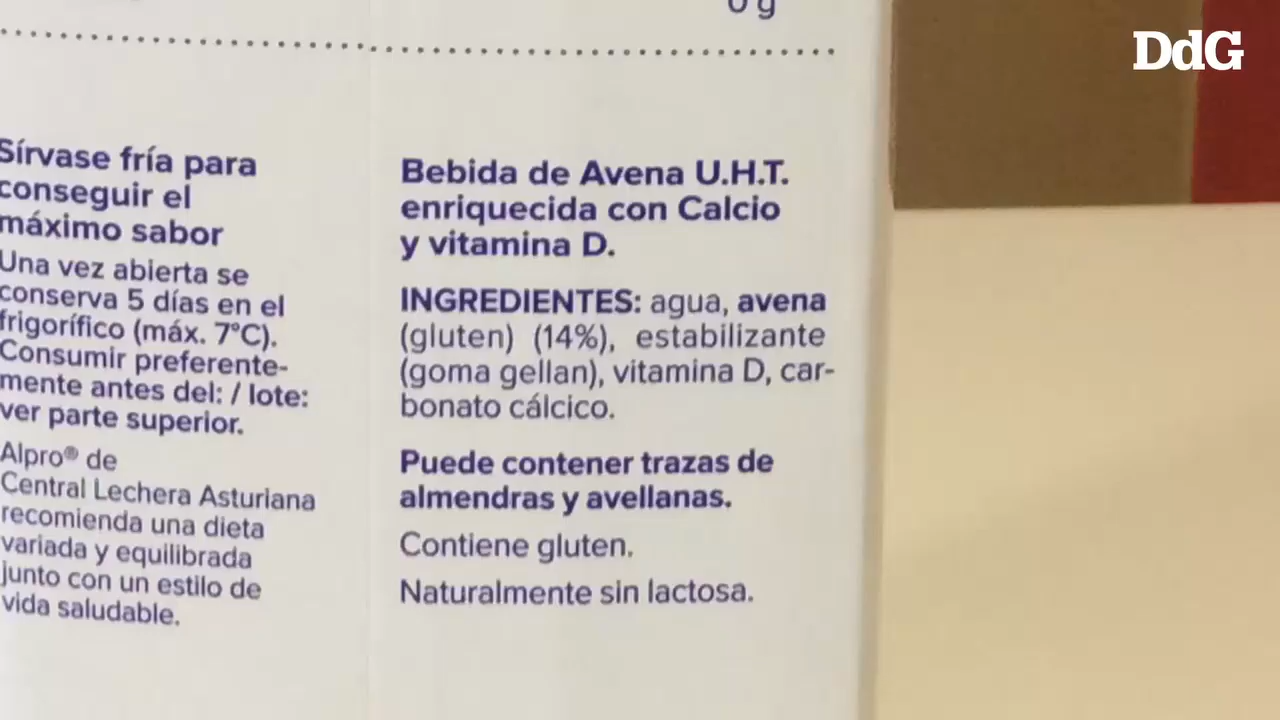 0 g
DdG
Sírvase fría para
conseguir el
máximo sabor
Una vez abierta se
conserva 5 días en el
frigorífico (máx. 7°C).
Consumir preferente-
mente antes del: / lote:
ver parte superior.
Alpro® de
Central Lechera Asturiana
recomienda una dieta
variada y equilibrada
junto con un estilo de
vida saludable.
Bebida de Avena U.H.T.
enriquecida con Calcio
y vitamina D.
INGREDIENTES: agua, avena
(gluten) (14%), estabilizante
(goma gellan), vitamina D, car-
bonato cálcico.
Puede contener trazas de
almendras y avellanas.
Contiene gluten.
Naturalmente sin lactosa.